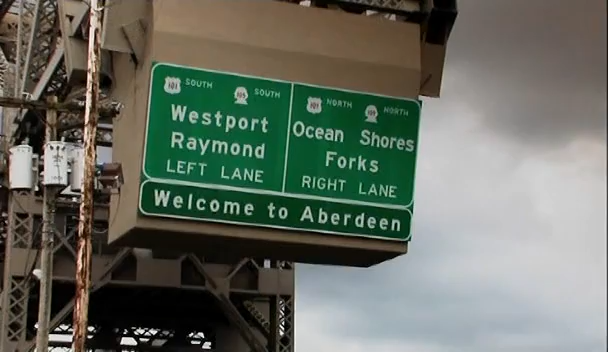 101 SOUTH 105 SOUTH
Westport
Raymond
LEFT LANE
101 NORTH 109 NORTH
Ocean Shores
Forks
RIGHT LANE
Welcome to Aberdeen